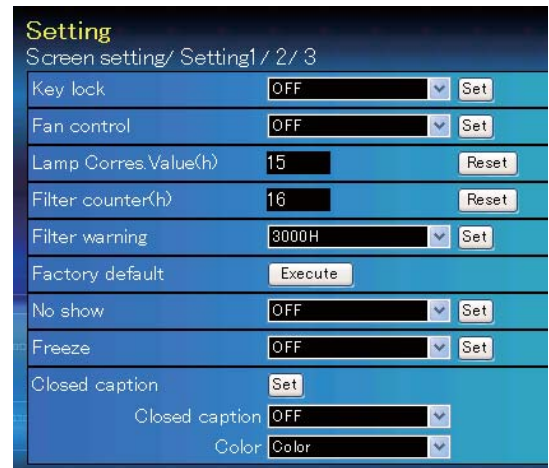 Setting
Screen setting/ Setting1/ 2/ 3
Key lock OFF Set
Fan control OFF Set
Lamp Corres.Value(h) 15 Reset
Filter counter(h) 16 Reset
Filter warning 3000H Set
Factory default Execute
No show OFF Set
Freeze OFF Set
Closed caption Set
Closed caption OFF
Color Color